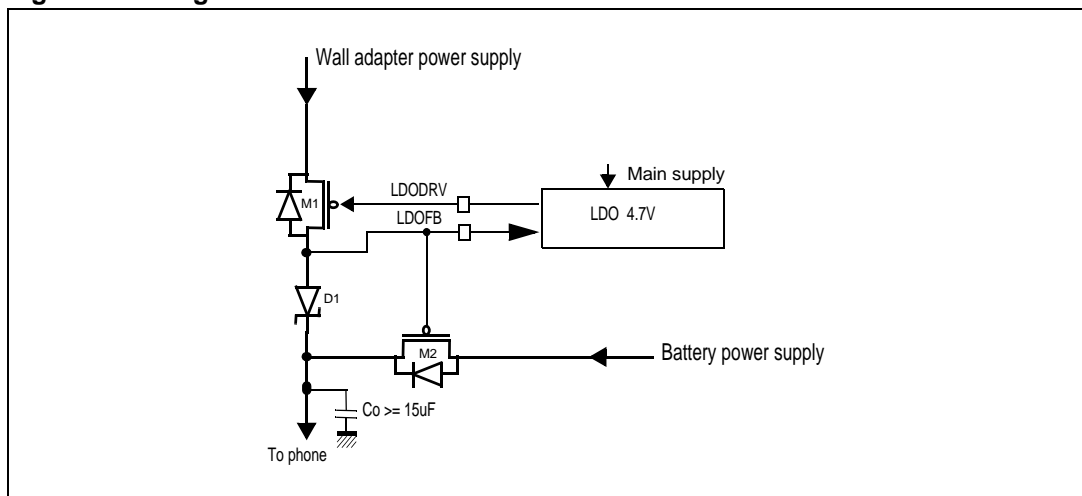 Wall adapter power supply
Main supply
LDODRV
M1
LDO 4.7V
LDOFB
D1
M2
Battery power supply
Co >= 15uF
To phone